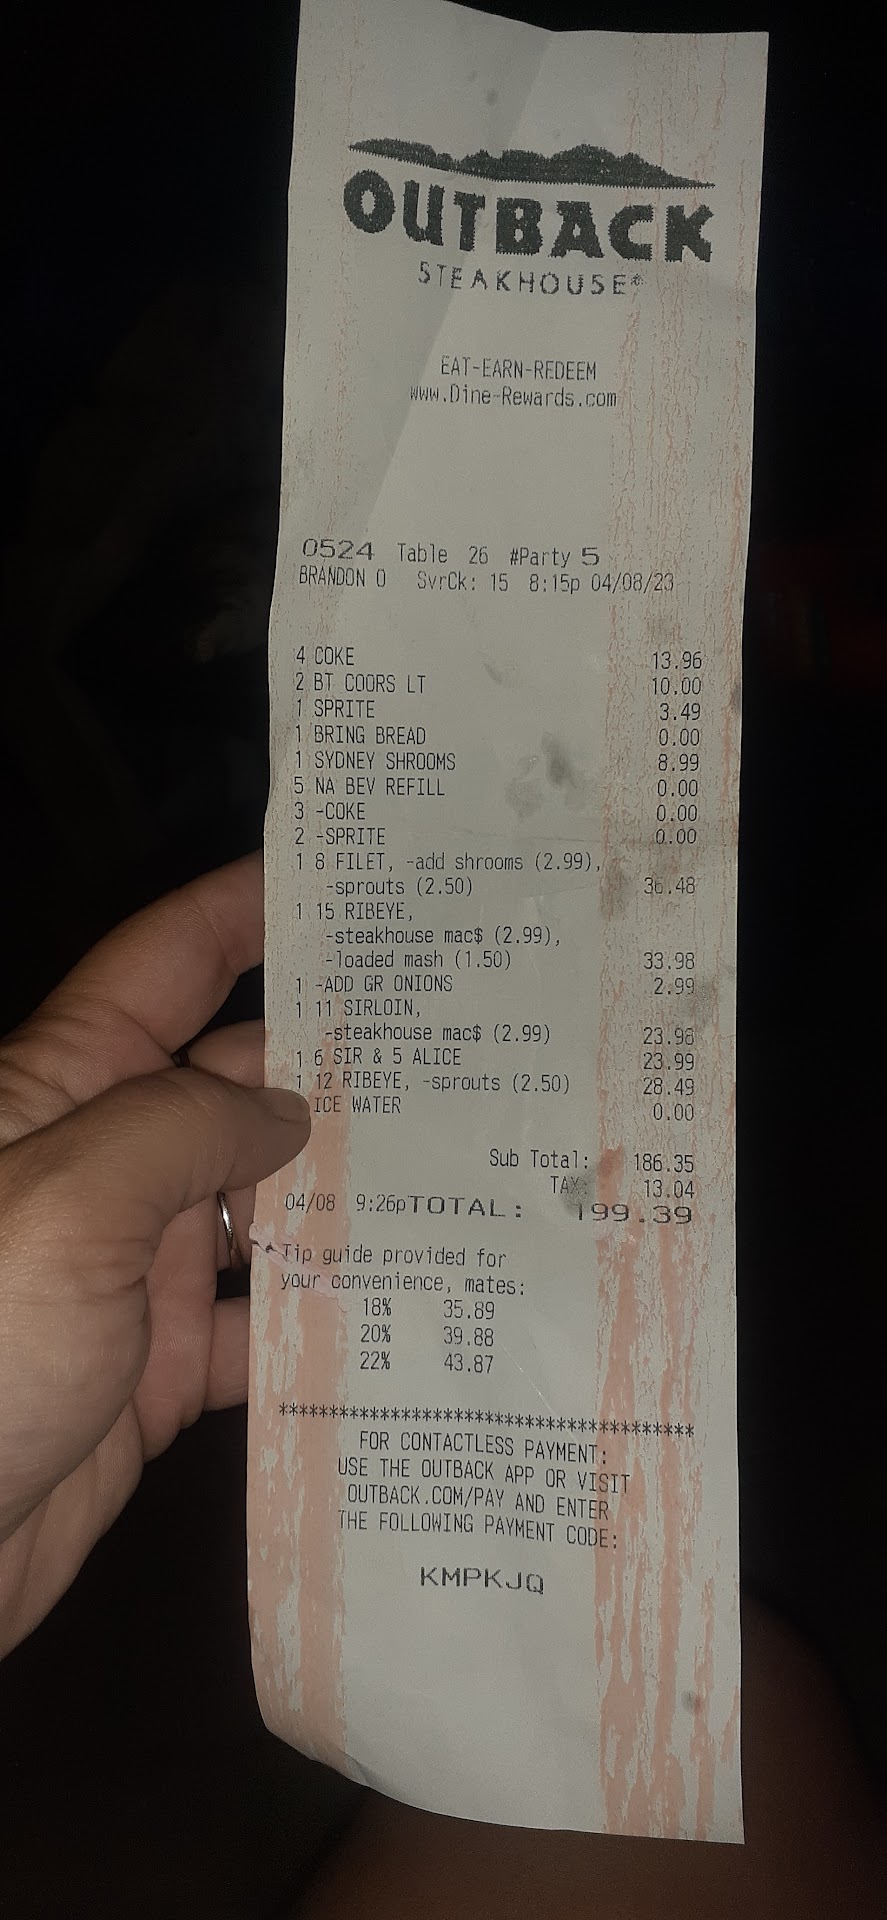 OUTBACK
STEAKHOUSE®
EAT-EARN-REDEEM
www.Dine-Rewards.com
0524 Table 26 #Party 5
BRANDON O SvrCk: 15 8:15p 04/08/23
4 COKE 13.96
2 BT COORS LT 10.00
1 SPRITE 3.49
1 BRING BREAD 0.00
1 SYDNEY SHROOMS 8.99
5 NA BEV REFILL 0.00
3 -COKE 0.00
2 -SPRITE 0.00
1 8 FILET, -add shrooms (2.99),
-sprouts (2.50) 36.48
1 15 RIBEYE,
-steakhouse mac$ (2.99),
-loaded mash (1.50) 33.98
1 -ADD GR ONIONS 2.99
1 11 SIRLOIN,
-steakhouse mac$ (2.99) 23.98
1 6 SIR & 5 ALICE 23.99
1 12 RIBEYE, -sprouts (2.50) 28.49
ICE WATER 0.00
Sub Total: 186.35
TAX: 13.04
04/08 9:26pTOTAL: 199.39
Tip guide provided for
your convenience, mates:
18% 35.89
20% 39.88
22% 43.87
*****************************************
FOR CONTACTLESS PAYMENT:
USE THE OUTBACK APP OR VISIT
OUTBACK.COM/PAY AND ENTER
THE FOLLOWING PAYMENT CODE:
KMPKJQ